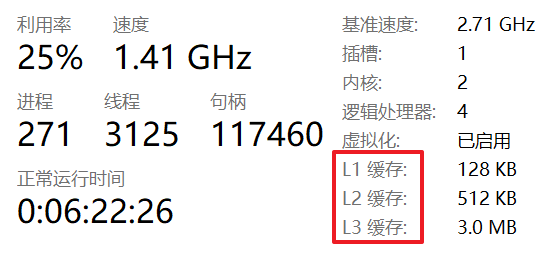 利用率 速度
25% 1.41 GHz
进程 线程 句柄
271 3125 117460
正常运行时间
0:06:22:26
基准速度: 2.71 GHz
插槽: 1
内核: 2
逻辑处理器: 4
虚拟化: 已启用
L1 缓存: 128 KB
L2 缓存: 512 KB
L3 缓存: 3.0 MB